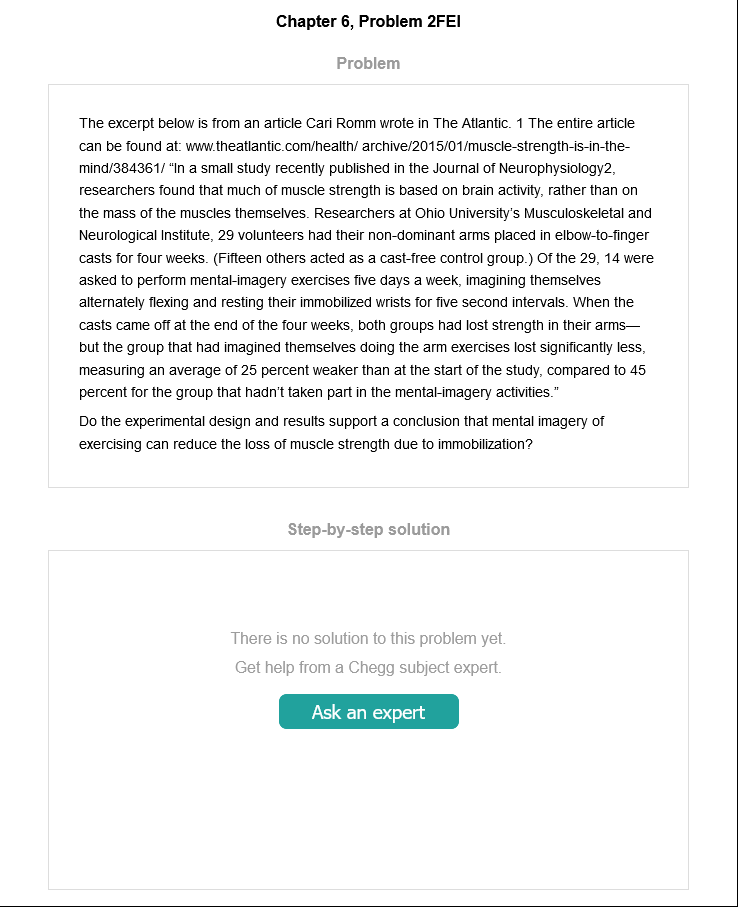 Chapter 6, Problem 2FEI
Problem
The excerpt below is from an article Cari Romm wrote in The Atlantic. 1 The entire article
can be found at: www.theatlantic.com/health/ archive/2015/01/muscle-strength-is-in-the-
mind/384361/ “In a small study recently published in the Journal of Neurophysiology2,
researchers found that much of muscle strength is based on brain activity, rather than on
the mass of the muscles themselves. Researchers at Ohio University’s Musculoskeletal and
Neurological Institute, 29 volunteers had their non-dominant arms placed in elbow-to-finger
casts for four weeks. (Fifteen others acted as a cast-free control group.) Of the 29, 14 were
asked to perform mental-imagery exercises five days a week, imagining themselves
alternately flexing and resting their immobilized wrists for five second intervals. When the
casts came off at the end of the four weeks, both groups had lost strength in their arms—
but the group that had imagined themselves doing the arm exercises lost significantly less,
measuring an average of 25 percent weaker than at the start of the study, compared to 45
percent for the group that hadn’t taken part in the mental-imagery activities.”
Do the experimental design and results support a conclusion that mental imagery of
exercising can reduce the loss of muscle strength due to immobilization?
Step-by-step solution
There is no solution to this problem yet.
Get help from a Chegg subject expert.
Ask an expert